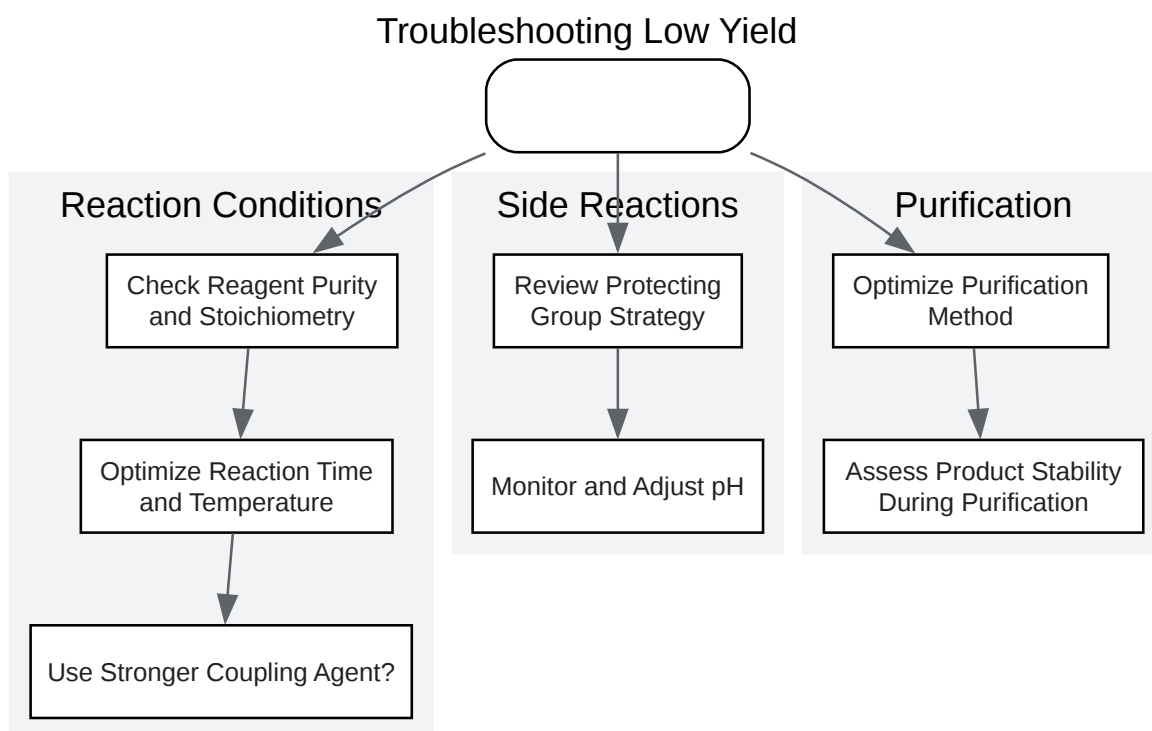 Troubleshooting Low Yield
Reaction Conditions
Check Reagent Purity
and Stoichiometry
Optimize Reaction Time
and Temperature
Use Stronger Coupling Agent?
Side Reactions
Review Protecting
Group Strategy
Monitor and Adjust pH
Purification
Optimize Purification
Method
Assess Product Stability
During Purification